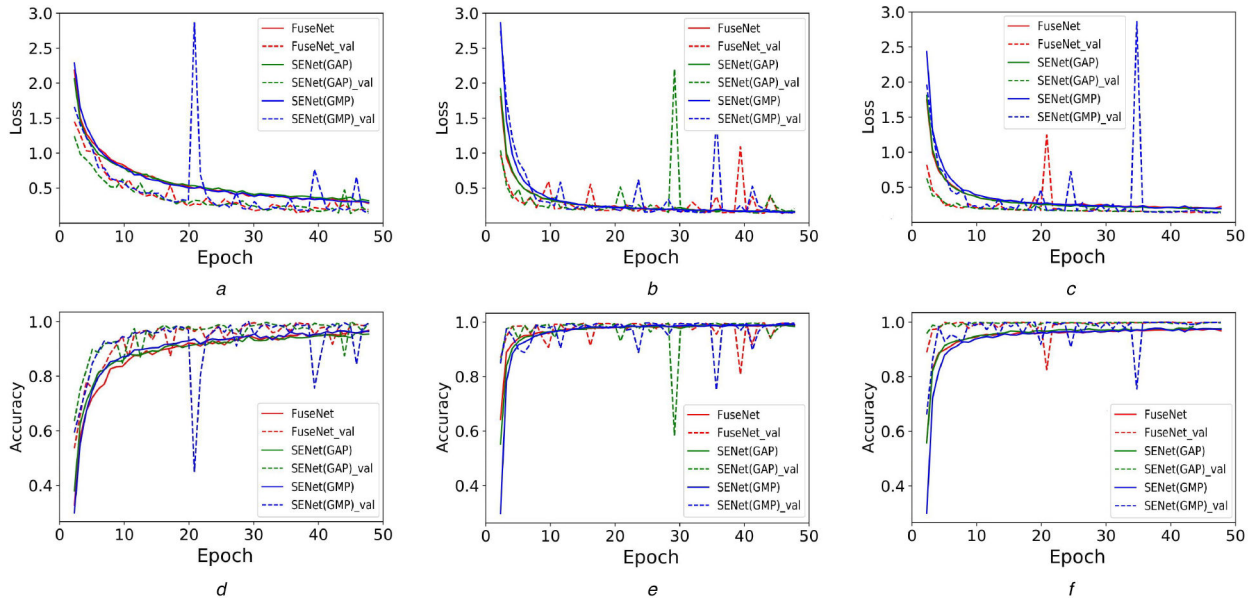 3.0
2.5
2.0
1.5
1.0
0.5
Loss
0 10 20 30 40 50
Epoch
FuseNet
FuseNet_val
SENet(GAP)
SENet(GAP)_val
SENet(GMP)
SENet(GMP)_val
a
3.0
2.5
2.0
1.5
1.0
0.5
Loss
0 10 20 30 40 50
Epoch
FuseNet
FuseNet_val
SENet(GAP)
SENet(GAP)_val
SENet(GMP)
SENet(GMP)_val
b
3.0
2.5
2.0
1.5
1.0
0.5
Loss
0 10 20 30 40 50
Epoch
FuseNet
FuseNet_val
SENet(GAP)
SENet(GAP)_val
SENet(GMP)
SENet(GMP)_val
c
1.0
0.8
0.6
0.4
Accuracy
0 10 20 30 40 50
Epoch
FuseNet
FuseNet_val
SENet(GAP)
SENet(GAP)_val
SENet(GMP)
SENet(GMP)_val
d
1.0
0.8
0.6
0.4
Accuracy
0 10 20 30 40 50
Epoch
FuseNet
FuseNet_val
SENet(GAP)
SENet(GAP)_val
SENet(GMP)
SENet(GMP)_val
e
1.0
0.8
0.6
0.4
Accuracy
0 10 20 30 40 50
Epoch
FuseNet
FuseNet_val
SENet(GAP)
SENet(GAP)_val
SENet(GMP)
SENet(GMP)_val
f